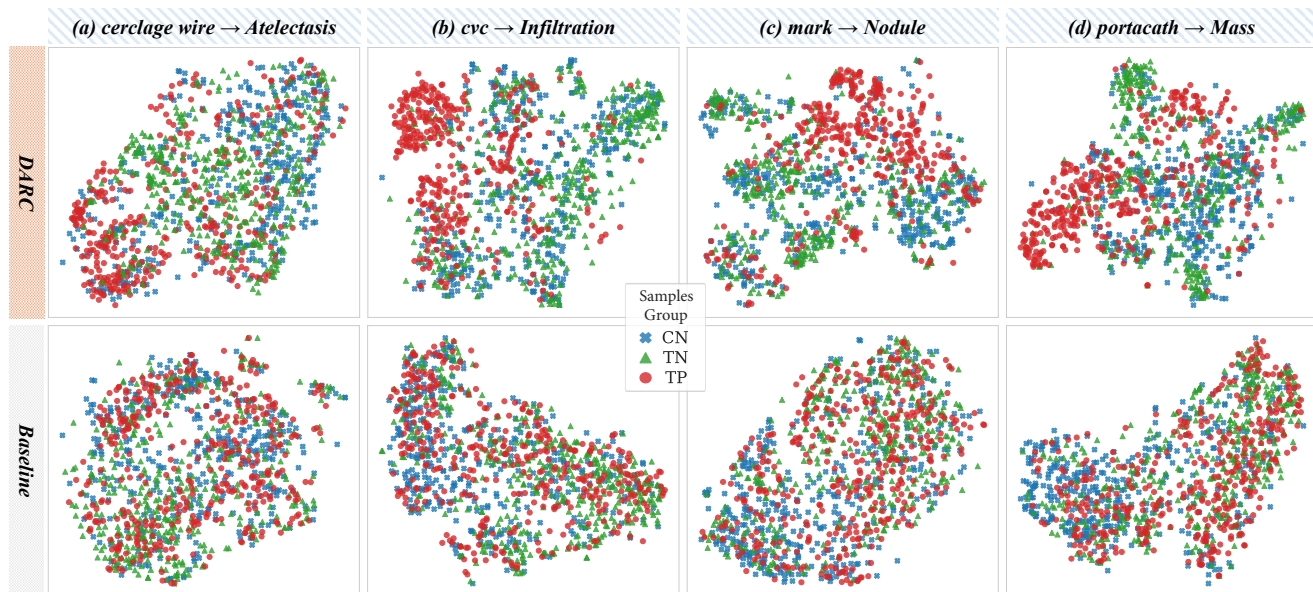 (a) cerclage wire → Atelectasis
(b) cvc → Infiltration
(c) mark → Nodule
(d) portacath → Mass
DARC
Samples
Group
CN
TN
TP
Baseline